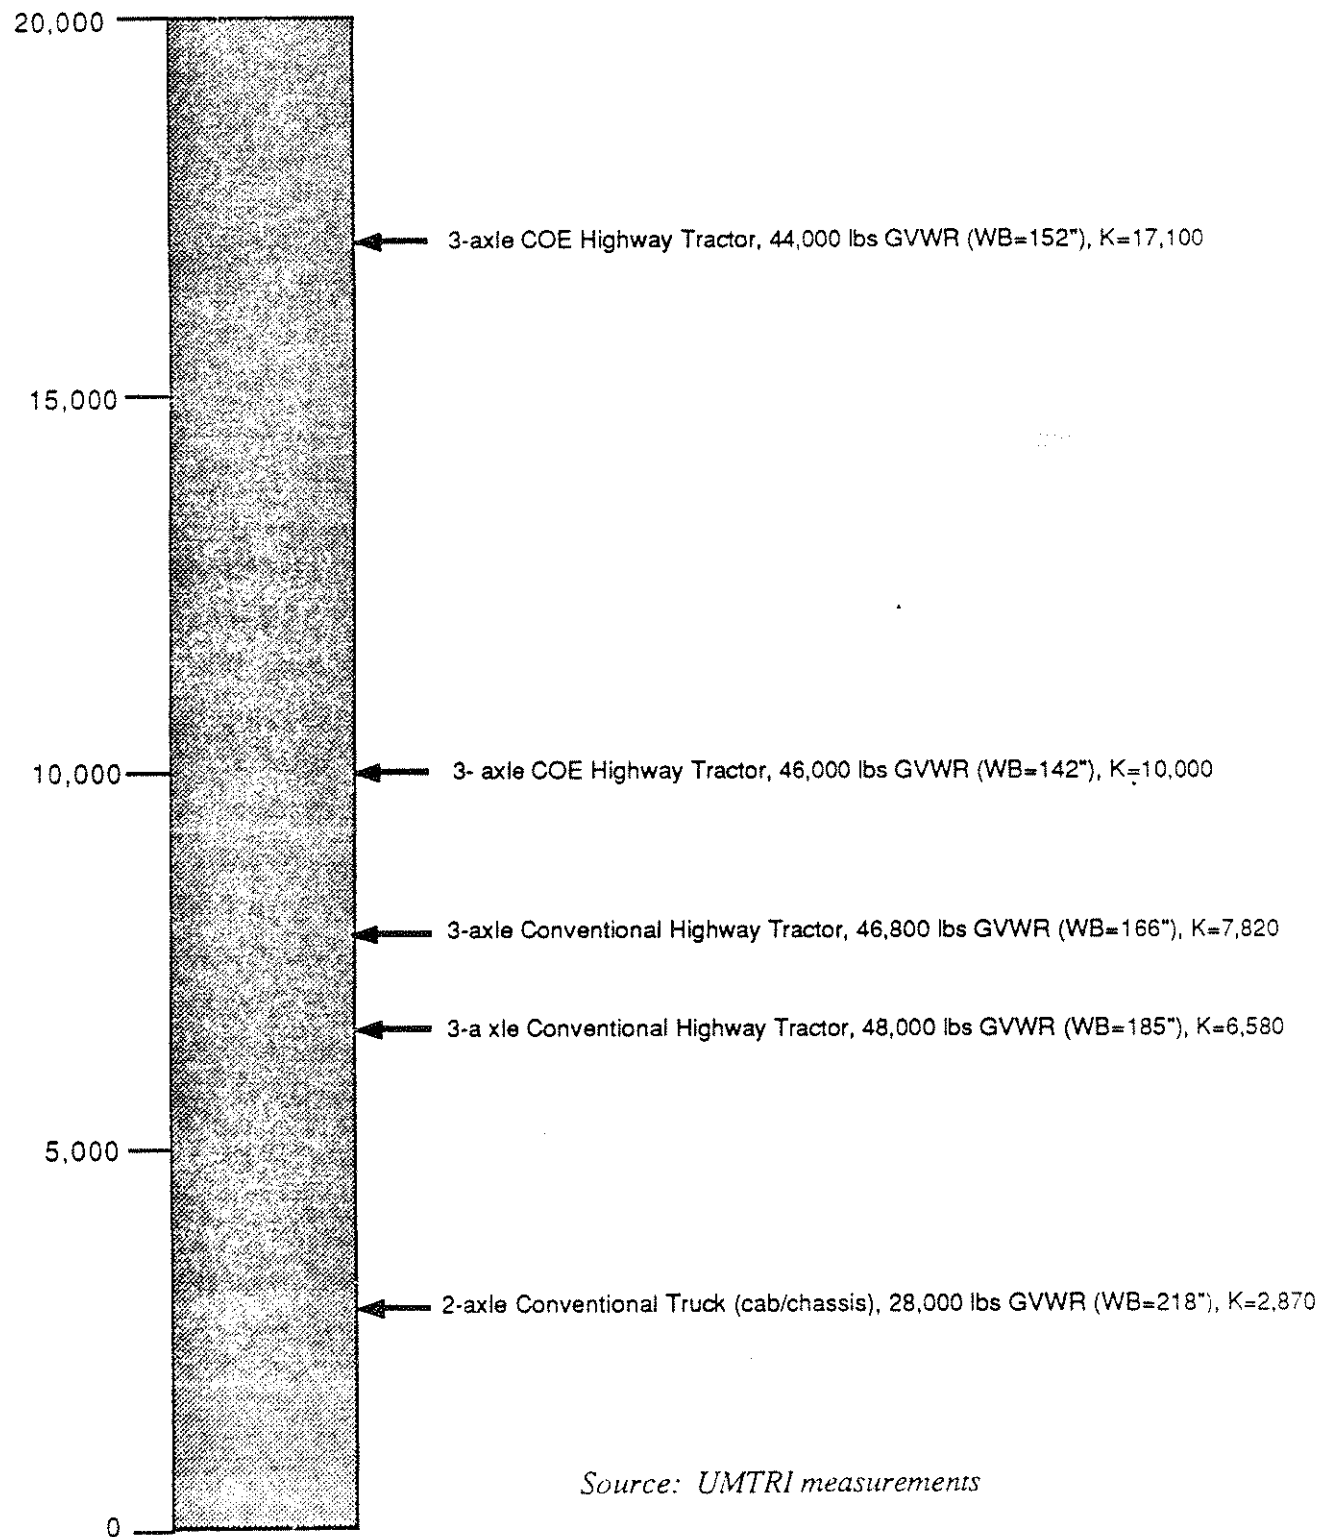 20,000
3-axle COE Highway Tractor, 44,000 lbs GVWR (WB=152"), K=17,100
15,000
10,000
3- axle COE Highway Tractor, 46,000 lbs GVWR (WB=142"), K=10,000
3-axle Conventional Highway Tractor, 46,800 lbs GVWR (WB=166"), K=7,820
3-a xle Conventional Highway Tractor, 48,000 lbs GVWR (WB=185"), K=6,580
5,000
2-axle Conventional Truck (cab/chassis), 28,000 lbs GVWR (WB=218"), K=2,870
Source: UMTRI measurements
0